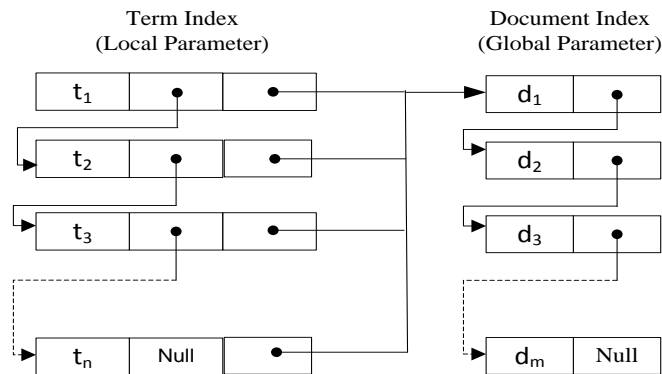 Term Index
(Local Parameter)
Document Index
(Global Parameter)
t₁
d₁
t₂
d₂
t₃
d₃
tₙ Null
dₘ Null